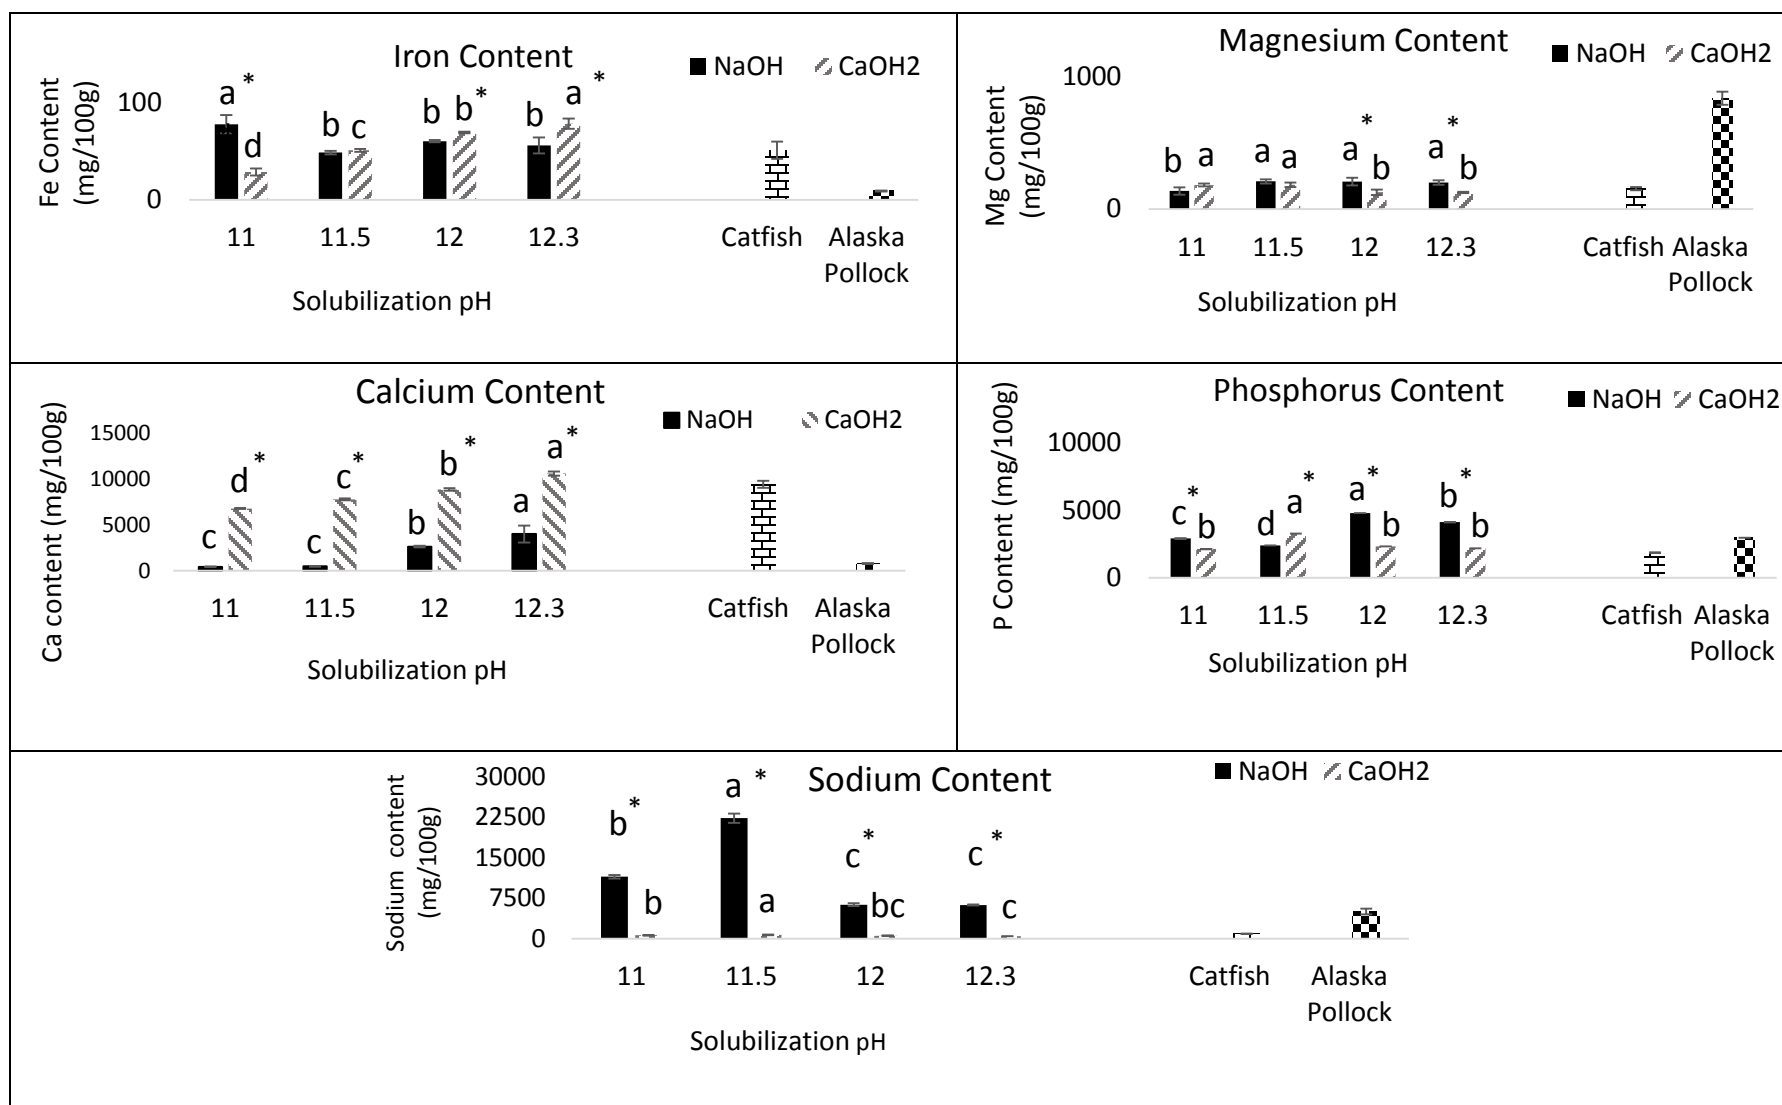 Iron Content
NaOH CaOH2
Fe Content
(mg/100g)
100
0
a * d b c b b * b a *
11 11.5 12 12.3 Catfish Alaska
Pollock
Solubilization pH
Magnesium Content
NaOH CaOH2
Mg Content
(mg/100g)
1000
0
b a a a a * b a * b
11 11.5 12 12.3 Catfish Alaska
Pollock
Solubilization pH
Calcium Content
NaOH CaOH2
Ca content (mg/100g)
15000
10000
5000
0
c d * c c * b b * a a *
11 11.5 12 12.3 Catfish Alaska
Pollock
Solubilization pH
Phosphorus Content
NaOH CaOH2
P Content (mg/100g)
10000
5000
0
c * b d a * a * b b * b
11 11.5 12 12.3 Catfish Alaska
Pollock
Solubilization pH
Sodium Content
NaOH CaOH2
Sodium content
(mg/100g)
30000
22500
15000
7500
0
b * b a * a c * bc c * c
11 11.5 12 12.3 Catfish Alaska
Pollock
Solubilization pH